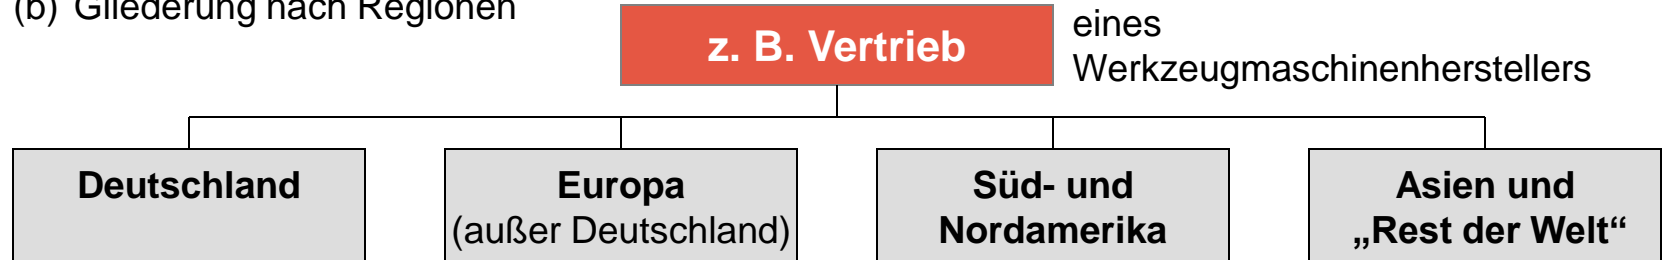 (b) Gliederung nach Regionen
z. B. Vertrieb
eines
Werkzeugmaschinenherstellers
Deutschland
Europa
(außer Deutschland)
Süd- und
Nordamerika
Asien und
„Rest der Welt“